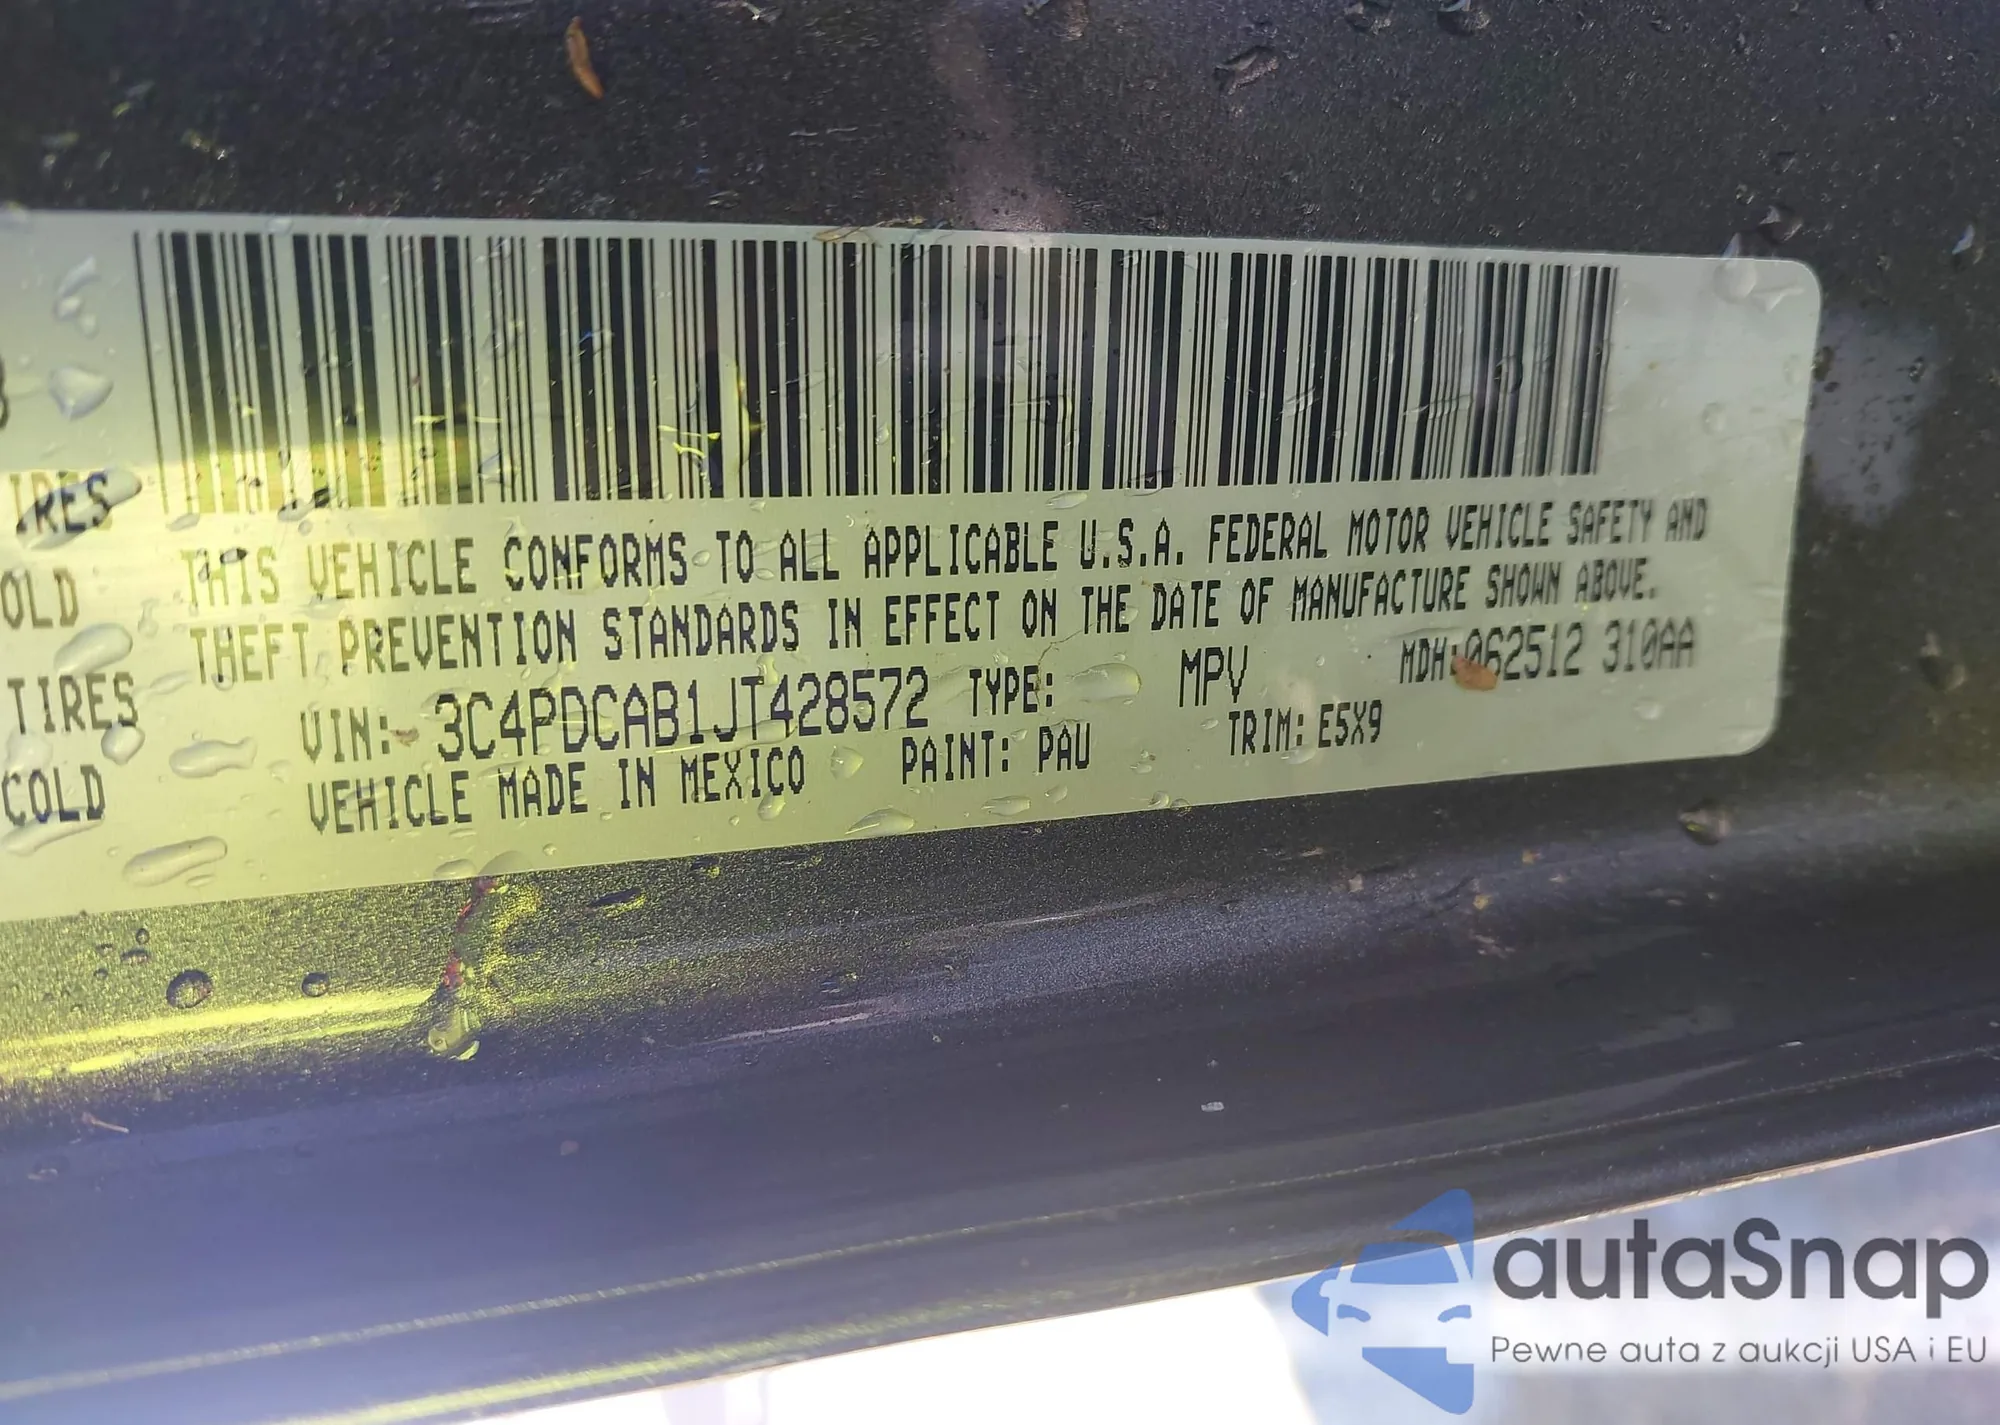 IRES
OLD
TIRES
COLD
THIS VEHICLE CONFORMS TO ALL APPLICABLE U.S.A. FEDERAL MOTOR VEHICLE SAFETY AND
THEFT PREVENTION STANDARDS IN EFFECT ON THE DATE OF MANUFACTURE SHOWN ABOVE.
VIN: 3C4PDCAB1JT428572 TYPE: MPV MDH:062512 310AA
VEHICLE MADE IN MEXICO PAINT: PAU TRIM: E5X9
autaSnap
Pewne auta z aukcji USA i EU